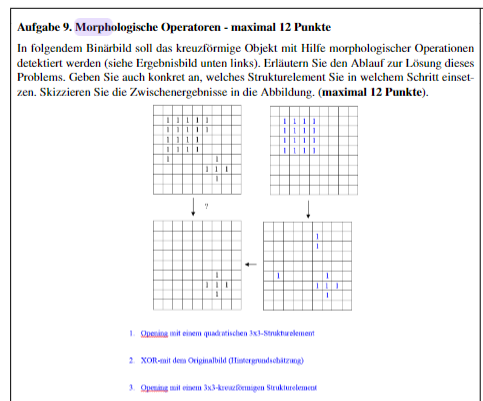 Aufgabe 9. Morphologische Operatoren - maximal 12 Punkte
In folgendem Binärbild soll das kreuzförmige Objekt mit Hilfe morphologischer Operationen
detektiert werden (siehe Ergebnisbild unten links). Erläutern Sie den Ablauf zur Lösung dieses
Problems. Geben Sie auch konkret an, welches Strukturelement Sie in welchem Schritt einset-
zen. Skizzieren Sie die Zwischenergebnisse in die Abbildung. (maximal 12 Punkte).
1 1 1 1 1 1 1 1 1
1 1 1 1 1 1 1 1 1
1 1 1 1 1 1 1 1
1 1 1 1 1 1 1 1
1 1
1 1 1
1
?
1
1
1 1 1
1 1 1 1 1 1
1 1
1. Opening mit einem quadratischen 3x3-Strukturelement
2. XOR-mit dem Originalbild (Hintergrundschätzung)
3. Opening mit einem 3x3-kreuzförmigen Strukturelement